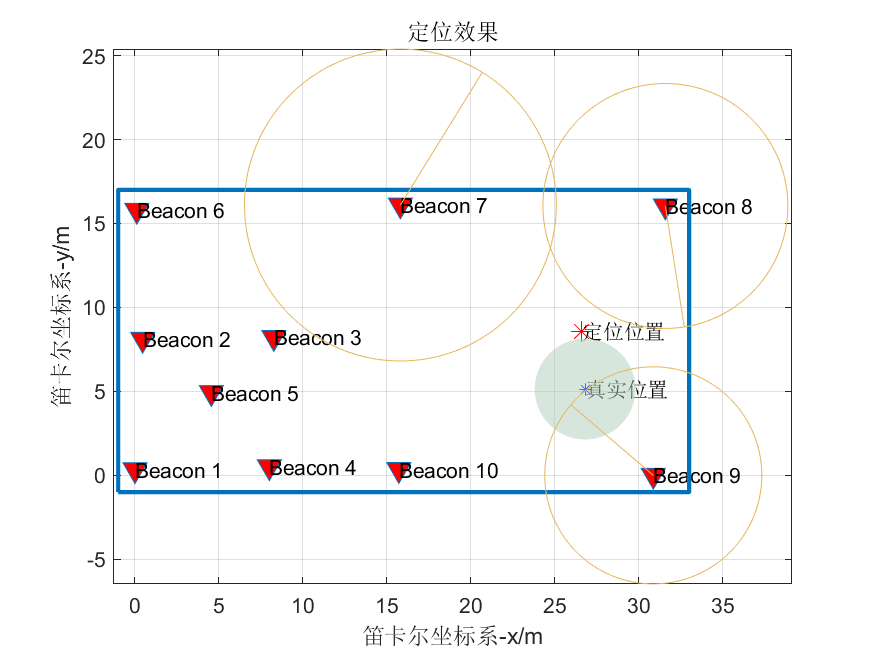 定位效果
25
20
15
10
5
0
-5
笛卡尔坐标系-y/m
Beacon 6
Beacon 7
Beacon 8
Beacon 2
Beacon 3
定位位置
Beacon 5
真实位置
Beacon 1
Beacon 4
Beacon 10
Beacon 9
0 5 10 15 20 25 30 35
笛卡尔坐标系-x/m